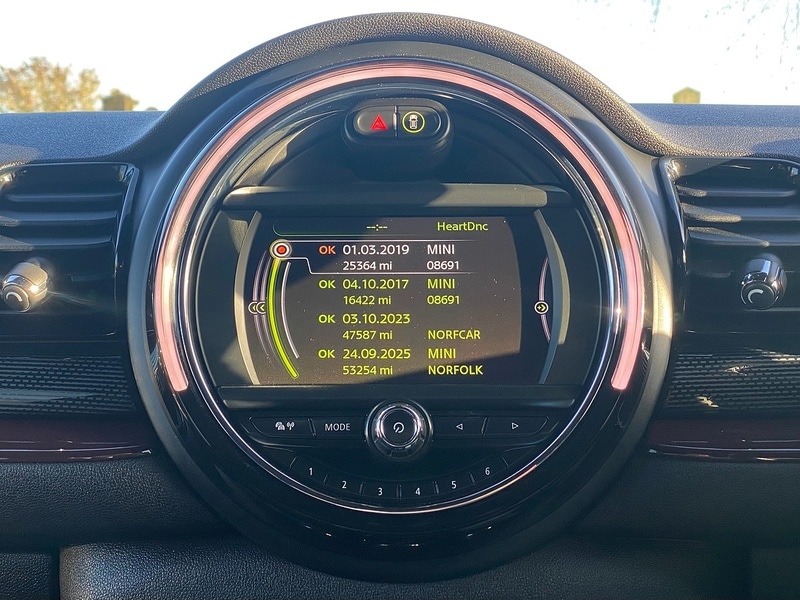 --:-- HeartDnc
OK 01.03.2019 MINI
25364 mi 08691
OK 04.10.2017 MINI
16422 mi 08691
OK 03.10.2023
47587 mi NORFCAR
OK 24.09.2025 MINI
53254 mi NORFOLK
MODE
1 2 3 4 5 6